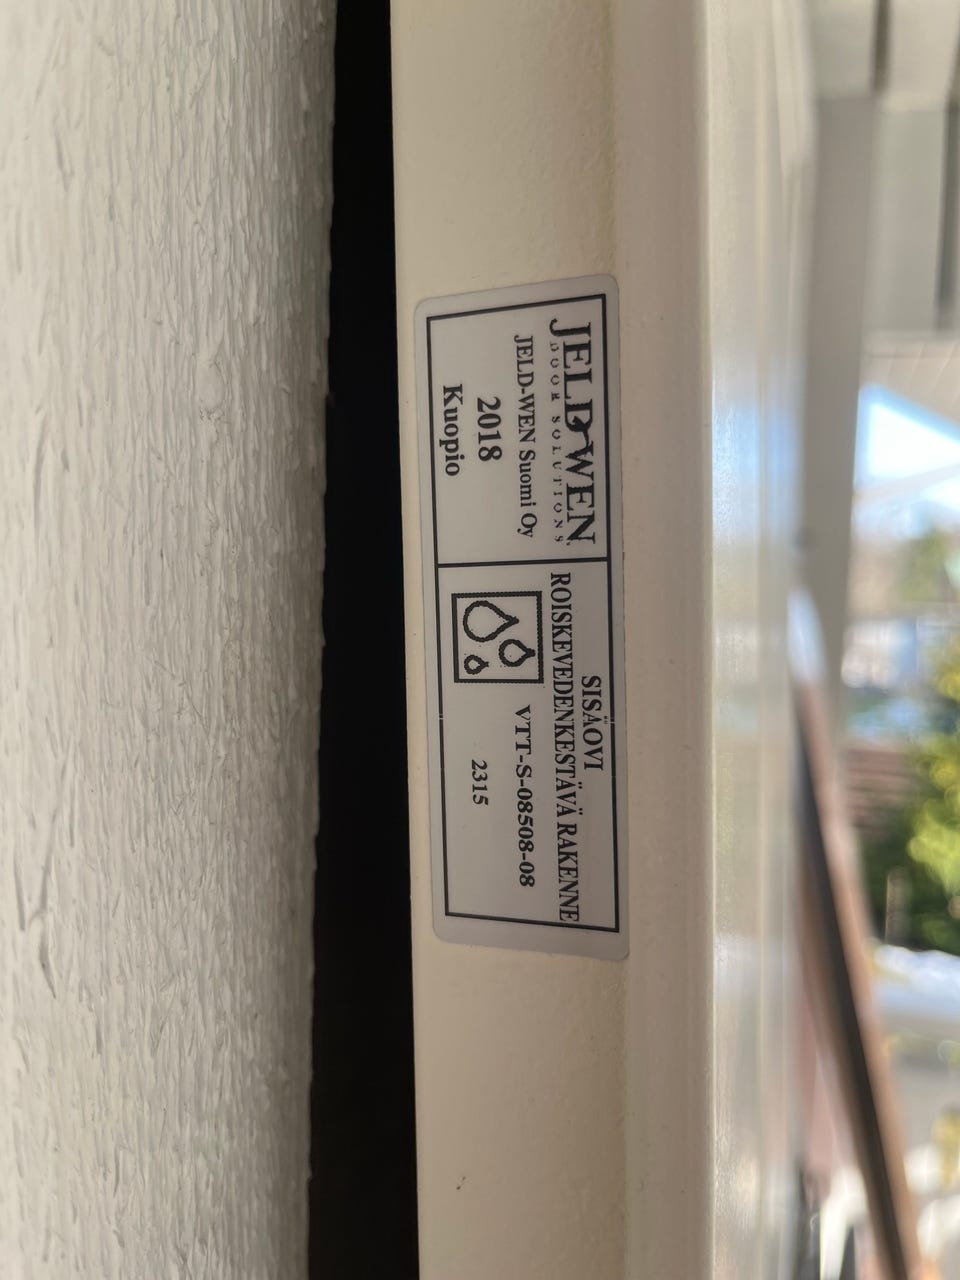 JELD-WEN
DOOR SOLUTIONS
JELD-WEN Suomi Oy
2018
Kuopio
SISÄOVI
ROISKEVEDENKESTÄVÄ RAKENNE
VTT-S-08508-08
2315